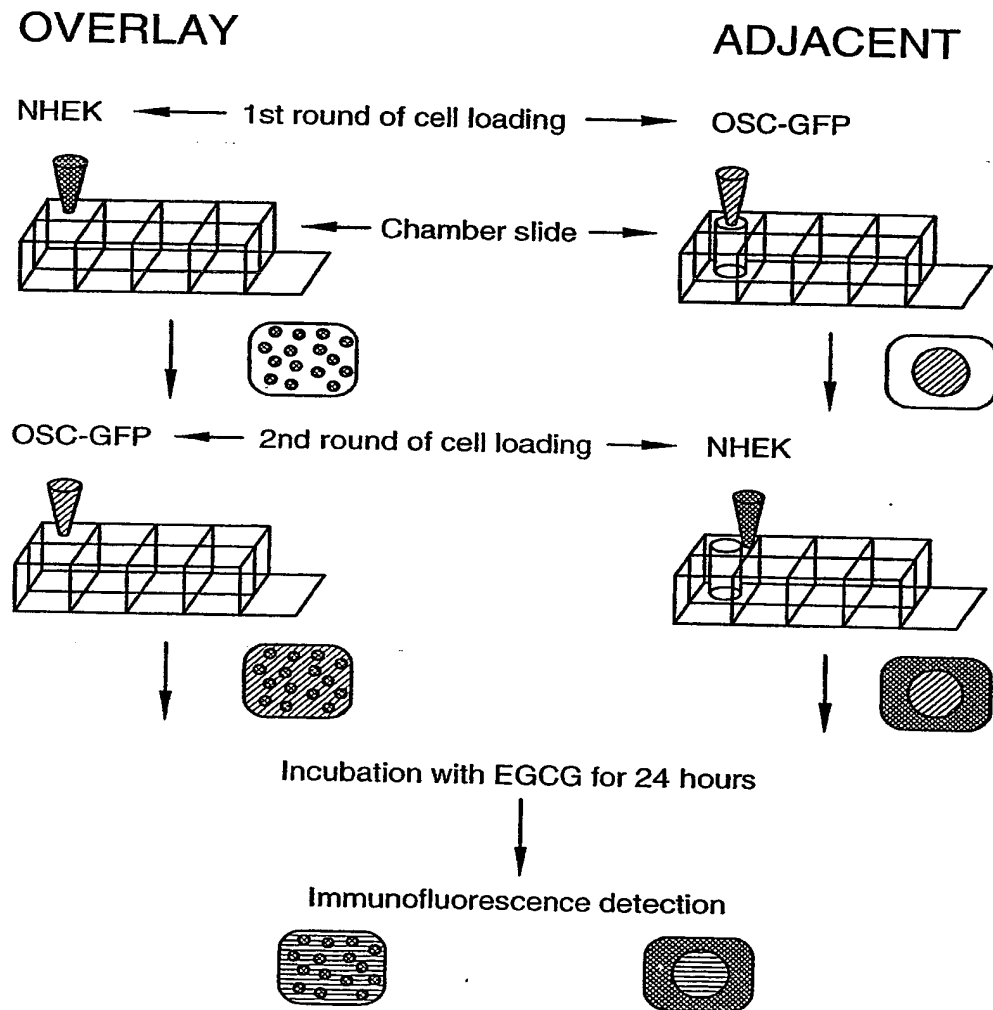 OVERLAY
ADJACENT
NHEK
1st round of cell loading
OSC-GFP
Chamber slide
OSC-GFP
2nd round of cell loading
NHEK
Incubation with EGCG for 24 hours
Immunofluorescence detection